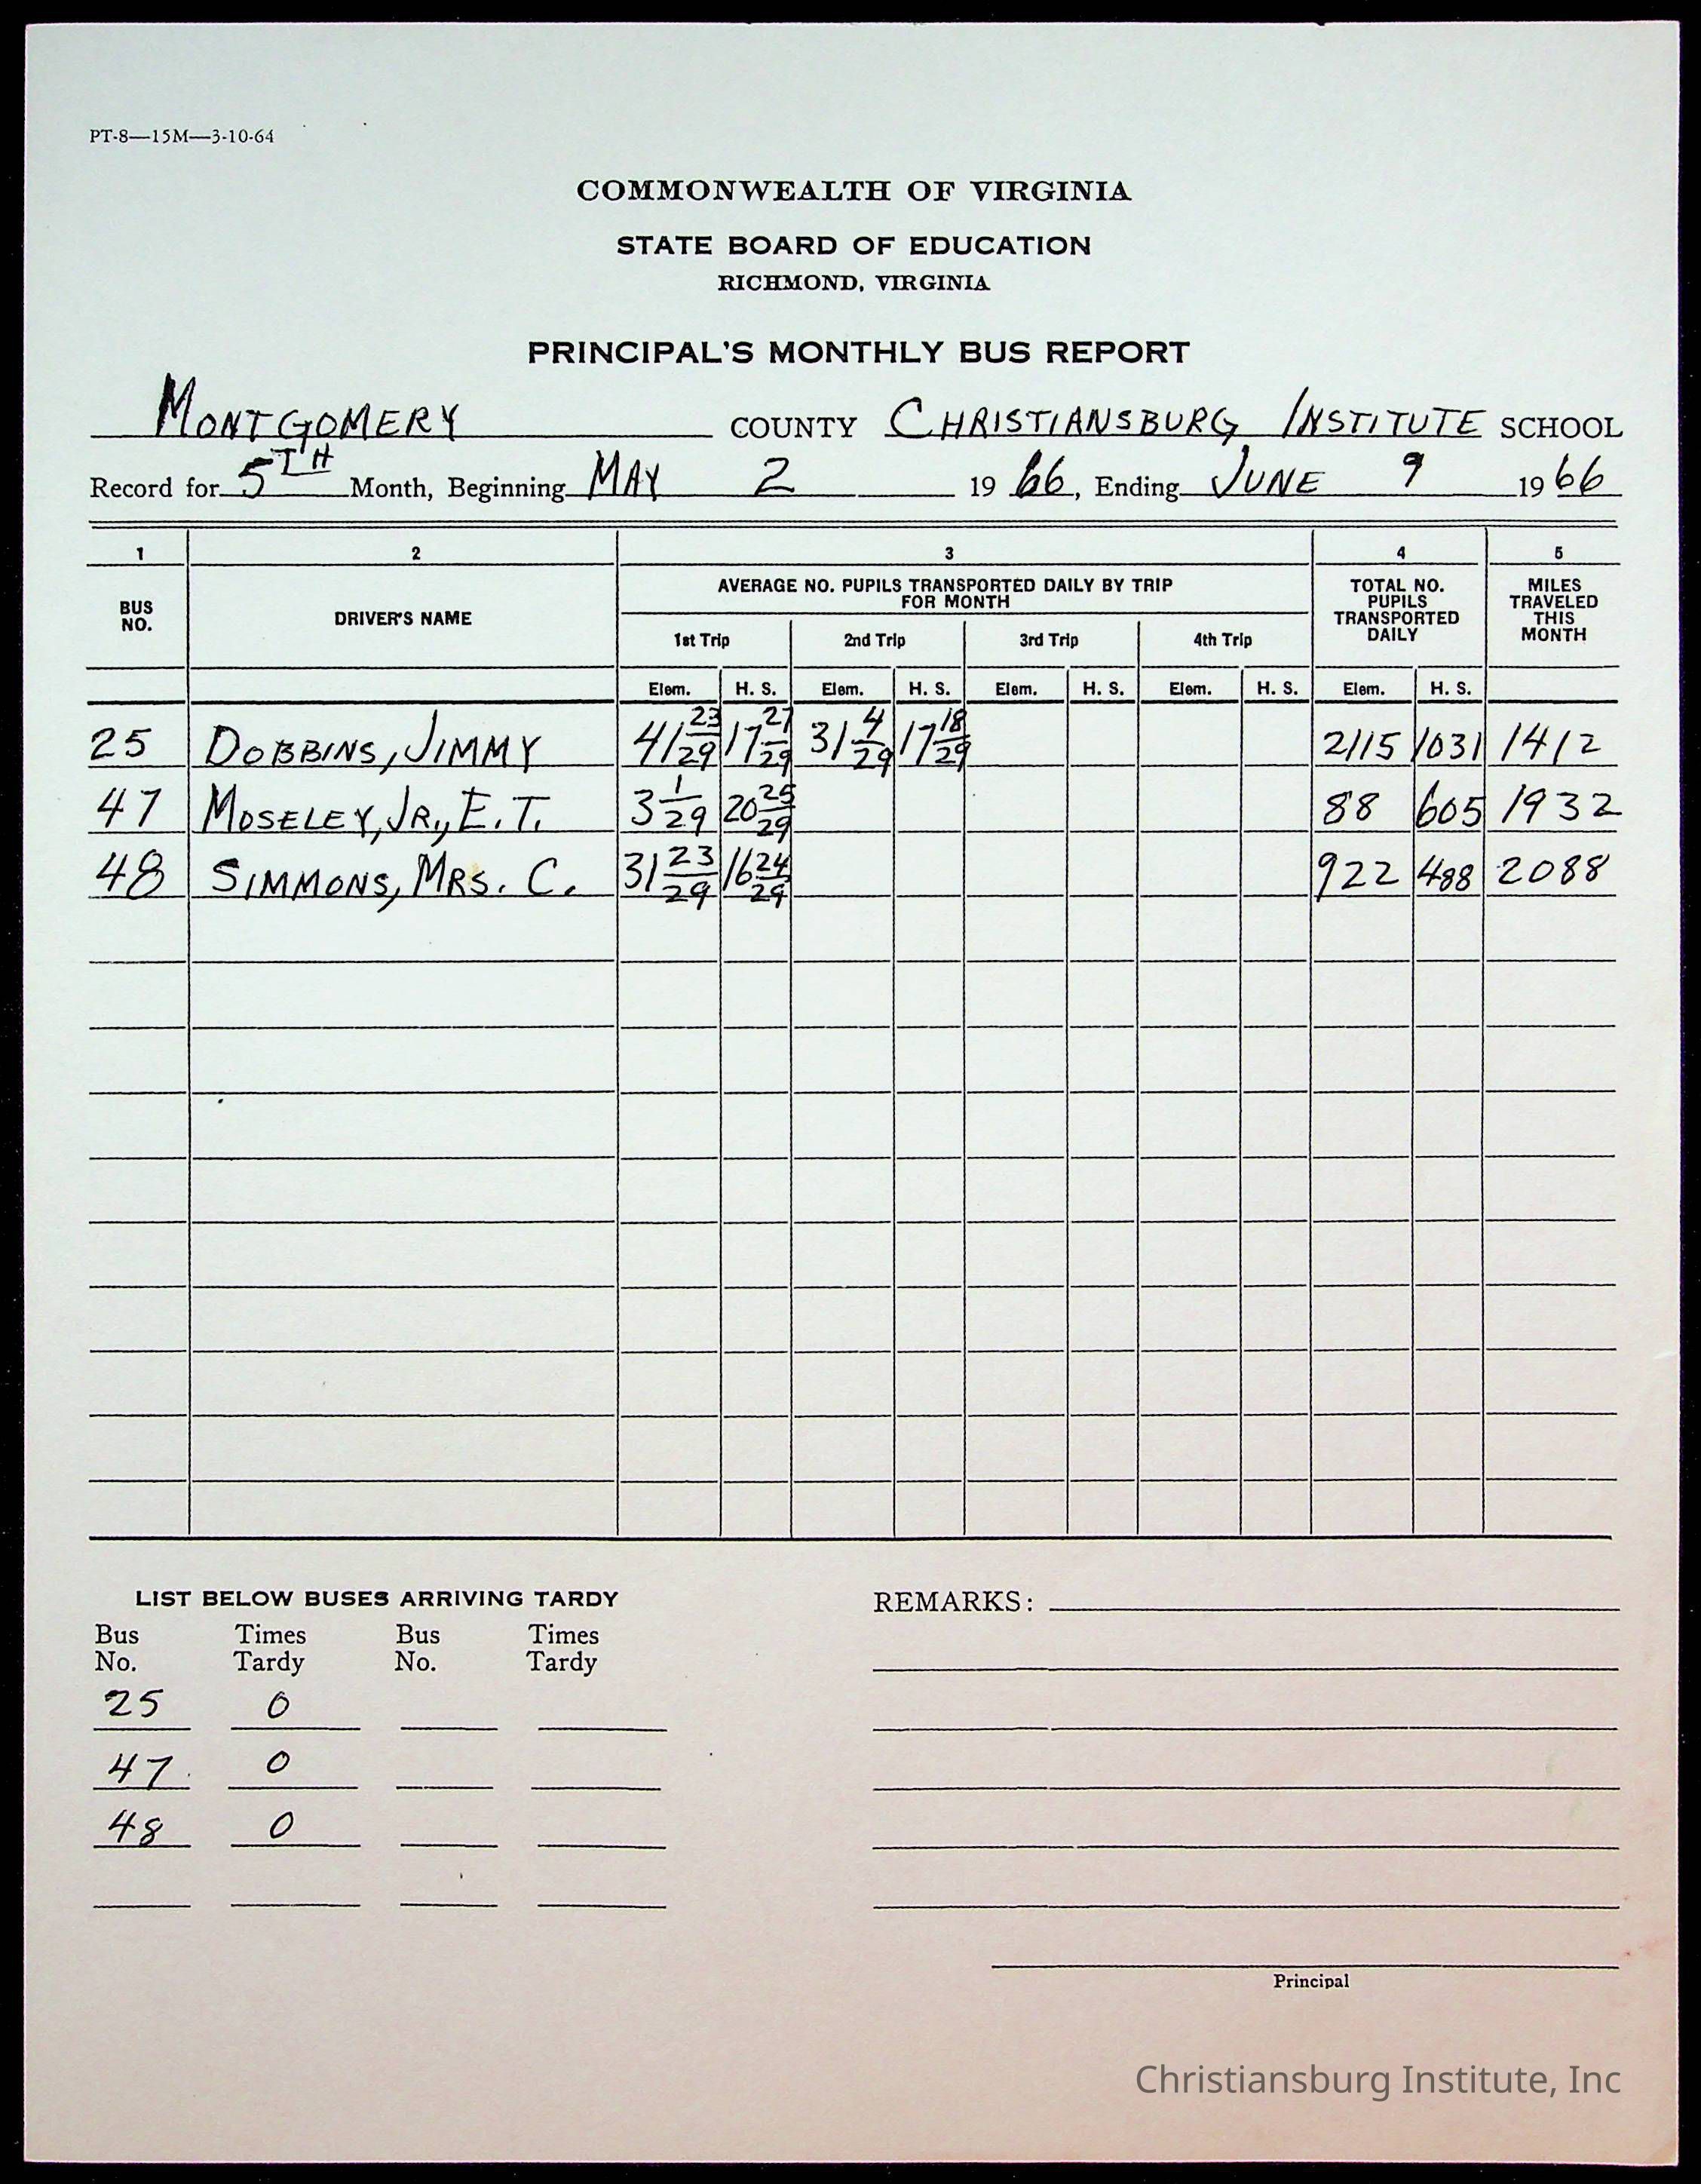 PT-8—15M—3-10-64
COMMONWEALTH OF VIRGINIA
STATE BOARD OF EDUCATION
RICHMOND, VIRGINIA
PRINCIPAL'S MONTHLY BUS REPORT
MONTGOMERY COUNTY CHRISTIANSBURG INSTITUTE SCHOOL
Record for 5TH Month, Beginning MAY 2 1966, Ending JUNE 9 1966
1 2 3 4 5
BUS NO. DRIVER'S NAME AVERAGE NO. PUPILS TRANSPORTED DAILY BY TRIP FOR MONTH TOTAL NO. PUPILS TRANSPORTED DAILY MILES TRAVELED THIS MONTH
1st Trip 2nd Trip 3rd Trip 4th Trip
Elem. H. S. Elem. H. S. Elem. H. S. Elem. H. S. Elem. H. S.
25 DOBBINS, JIMMY 41 23/29 17 27/29 31 4/29 17 18/29 2115 1031 1412
47 MOSELEY, JR., E. T. 3 1/29 20 25/29 88 605 1932
48 SIMMONS, MRS. C. 31 23/29 16 24/29 922 488 2088
LIST BELOW BUSES ARRIVING TARDY
REMARKS:
Bus No. Times Tardy Bus No. Times Tardy
25 0
47 0
48 0
Principal
Christiansburg Institute, Inc